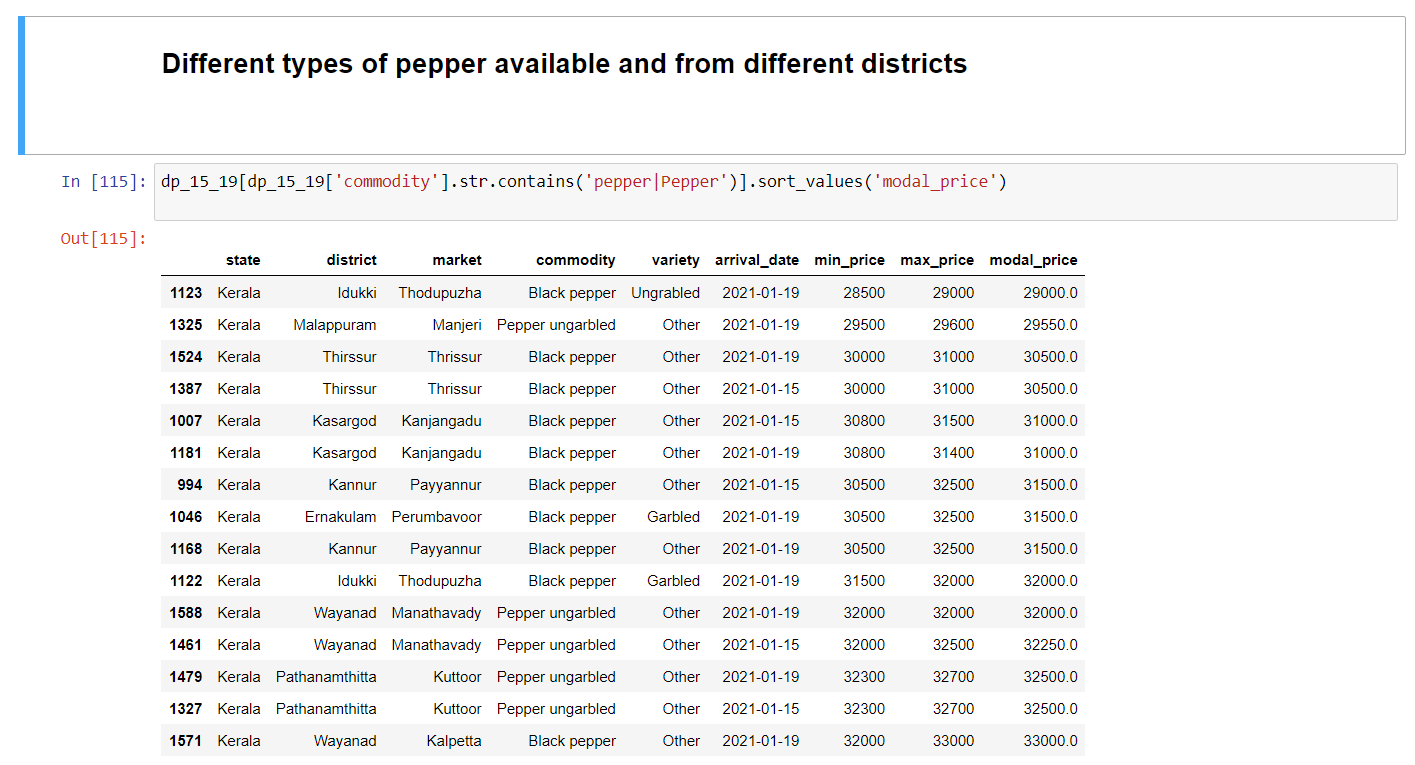 Different types of pepper available and from different districts
In [115]: dp_15_19[dp_15_19['commodity'].str.contains('pepper|Pepper')].sort_values('modal_price')
Out[115]:
state district market commodity variety arrival_date min_price max_price modal_price
1123 Kerala Idukki Thodupuzha Black pepper Ungrabled 2021-01-19 28500 29000 29000.0
1325 Kerala Malappuram Manjeri Pepper ungarbled Other 2021-01-19 29500 29600 29550.0
1524 Kerala Thirssur Thrissur Black pepper Other 2021-01-19 30000 31000 30500.0
1387 Kerala Thirssur Thrissur Black pepper Other 2021-01-15 30000 31000 30500.0
1007 Kerala Kasargod Kanjangadu Black pepper Other 2021-01-15 30800 31500 31000.0
1181 Kerala Kasargod Kanjangadu Black pepper Other 2021-01-19 30800 31400 31000.0
994 Kerala Kannur Payyannur Black pepper Other 2021-01-15 30500 32500 31500.0
1046 Kerala Ernakulam Perumbavoor Black pepper Garbled 2021-01-19 30500 32500 31500.0
1168 Kerala Kannur Payyannur Black pepper Other 2021-01-19 30500 32500 31500.0
1122 Kerala Idukki Thodupuzha Black pepper Garbled 2021-01-19 31500 32000 32000.0
1588 Kerala Wayanad Manathavady Pepper ungarbled Other 2021-01-19 32000 32000 32000.0
1461 Kerala Wayanad Manathavady Pepper ungarbled Other 2021-01-15 32000 32500 32250.0
1479 Kerala Pathanamthitta Kuttoor Pepper ungarbled Other 2021-01-19 32300 32700 32500.0
1327 Kerala Pathanamthitta Kuttoor Pepper ungarbled Other 2021-01-15 32300 32700 32500.0
1571 Kerala Wayanad Kalpetta Black pepper Other 2021-01-19 32000 33000 33000.0